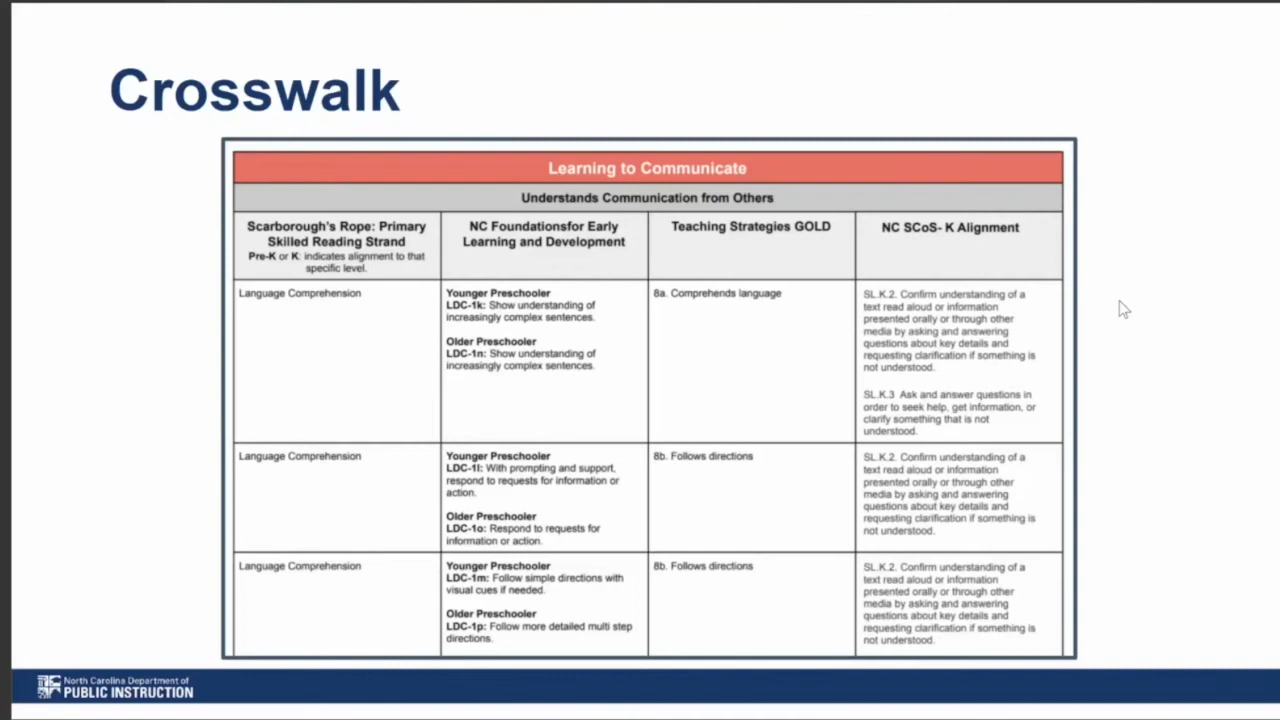 Crosswalk
Learning to Communicate
Understands Communication from Others
Scarborough's Rope: Primary
Skilled Reading Strand
Pre-K or K: indicates alignment to that
specific level.
NC Foundationsfor Early
Learning and Development
Teaching Strategies GOLD
NC SCoS- K Alignment
Language Comprehension
Younger Preschooler
LDC-1k: Show understanding of
increasingly complex sentences.
Older Preschooler
LDC-1n: Show understanding of
increasingly complex sentences.
8a. Comprehends language
SL.K.2. Confirm understanding of a
text read aloud or information
presented orally or through other
media by asking and answering
questions about key details and
requesting clarification if something is
not understood.
SL.K.3 Ask and answer questions in
order to seek help, get information, or
clarify something that is not
understood.
Language Comprehension
Younger Preschooler
LDC-1l: With prompting and support,
respond to requests for information or
action.
Older Preschooler
LDC-1o: Respond to requests for
information or action.
8b. Follows directions
SL.K.2. Confirm understanding of a
text read aloud or information
presented orally or through other
media by asking and answering
questions about key details and
requesting clarification if something is
not understood.
Language Comprehension
Younger Preschooler
LDC-1m: Follow simple directions with
visual cues if needed.
Older Preschooler
LDC-1p: Follow more detailed multi step
directions.
8b. Follows directions
SL.K.2. Confirm understanding of a
text read aloud or information
presented orally or through other
media by asking and answering
questions about key details and
requesting clarification if something is
not understood.
North Carolina Department of
PUBLIC INSTRUCTION